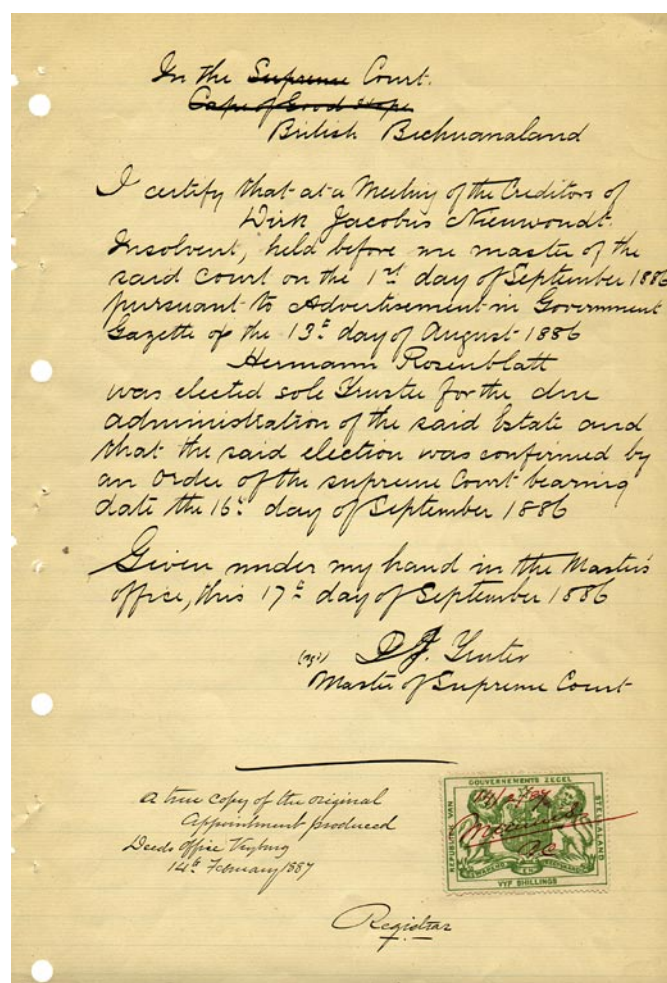 In the Supreme Court.
Cape of Good Hope
British Bechuanaland
I certify that at a Meeting of the Creditors of
Dirk Jacobus Nieuwoudt.
Insolvent, held before me master of the
said Court on the 1st day of September 1886
pursuant to Advertisement in Government
Gazette of the 13th day of August 1886
Hermann Rosenblatt
was elected sole Trustee for the due
administration of the said Estate and
that the said election was confirmed by
an Order of the supreme Court bearing
date the 16th day of September 1886
Given under my hand in the Master's
office, this 17th day of September 1886
P. J. Truter
Master of Supreme Court
a true copy of the original
Appointment produced
Deeds Office Vryburg
14th February 1887
GOUVERNEMENTS ZEGEL
REPUBLIEK VAN
STELLALAND
14/2/87
VYF SHILLINGS
Registrar